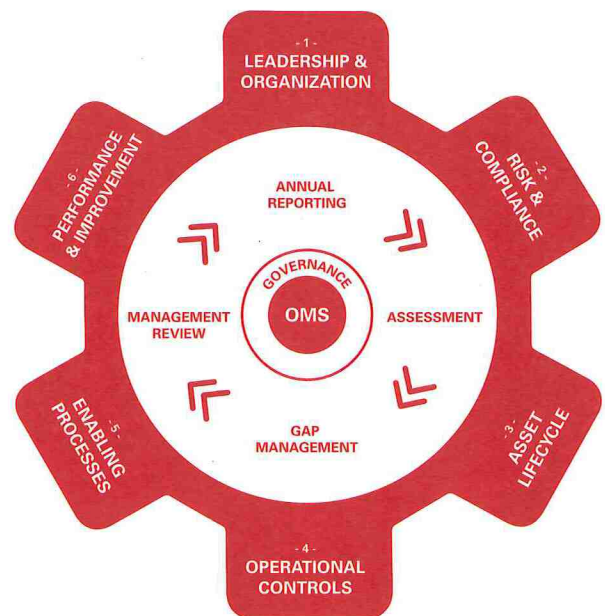 - 1 -
LEADERSHIP &
ORGANIZATION
- 2 -
RISK &
COMPLIANCE
- 3 -
ASSET
LIFECYCLE
- 4 -
OPERATIONAL
CONTROLS
- 5 -
ENABLING
PROCESSES
- 6 -
PERFORMANCE
& IMPROVEMENT
ANNUAL
REPORTING
ASSESSMENT
GAP
MANAGEMENT
MANAGEMENT
REVIEW
GOVERNANCE
OMS